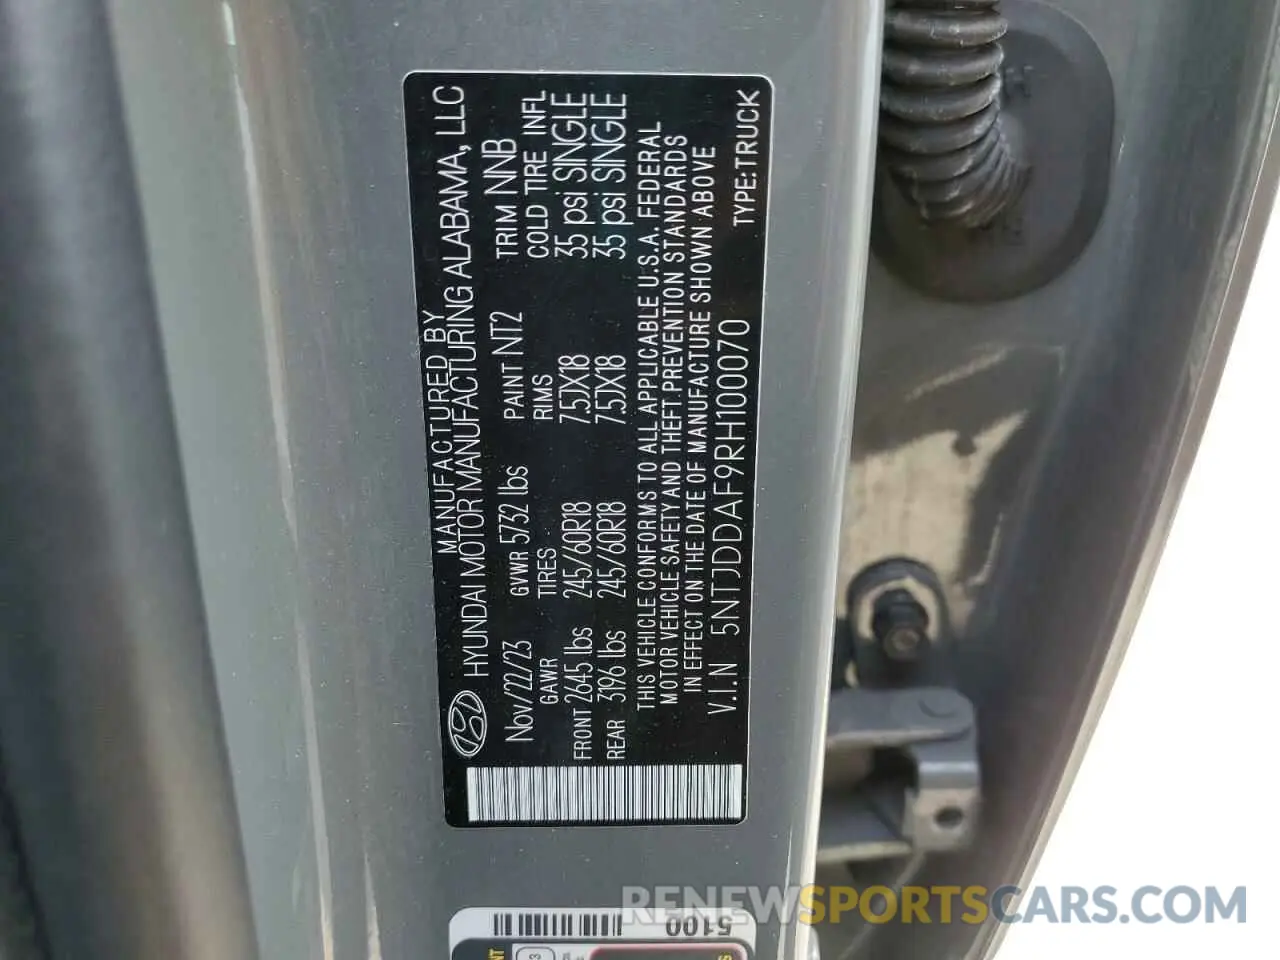 MANUFACTURED BY
HYUNDAI MOTOR MANUFACTURING ALABAMA, LLC
Nov/22/23 GVWR 5732 lbs PAINT NT2 TRIM NNB
GAWR TIRES RIMS COLD TIRE INFL
FRONT 2645 lbs 245/60R18 7.5JX18 35 psi SINGLE
REAR 3196 lbs 245/60R18 7.5JX18 35 psi SINGLE
THIS VEHICLE CONFORMS TO ALL APPLICABLE U.S.A. FEDERAL
MOTOR VEHICLE SAFETY AND THEFT PREVENTION STANDARDS
IN EFFECT ON THE DATE OF MANUFACTURE SHOWN ABOVE
V.I.N 5NTJDDAF9RH100070 TYPE:TRUCK
5100
RENEWSPORTSCARS.COM